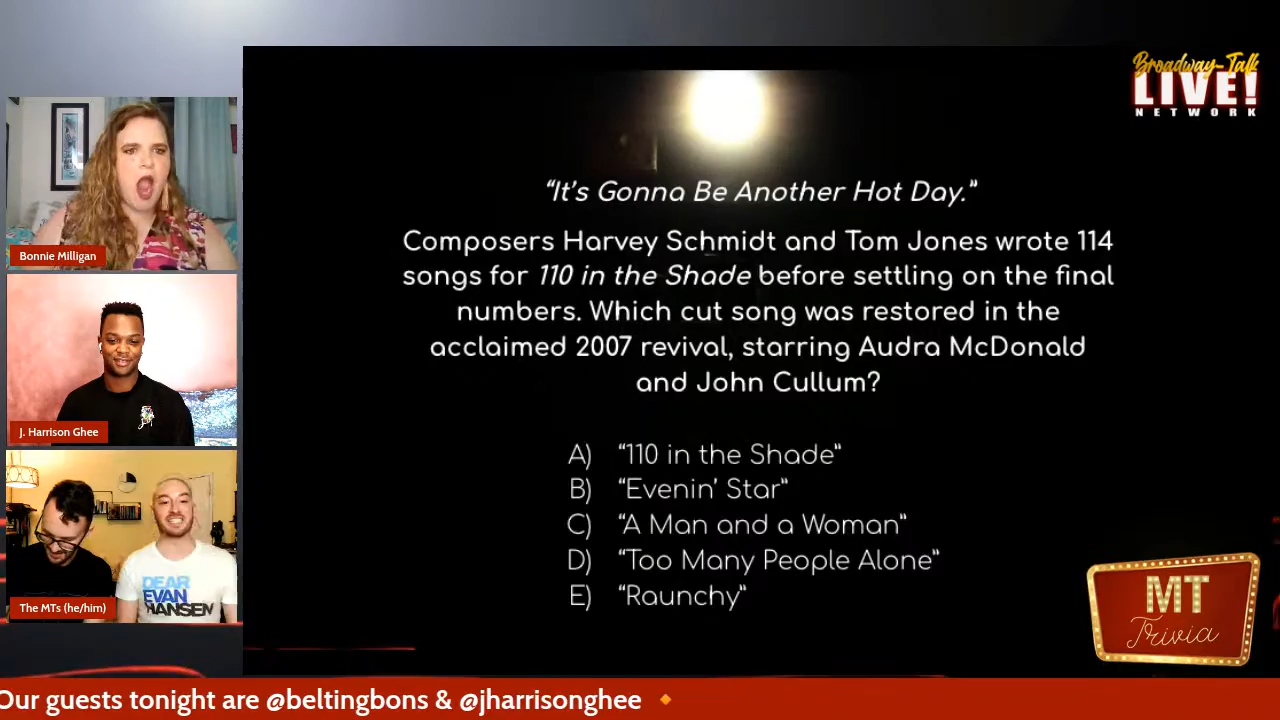 Broadway-Talk
LIVE!
NETWORK
“It’s Gonna Be Another Hot Day.”
Composers Harvey Schmidt and Tom Jones wrote 114
songs for 110 in the Shade before settling on the final
numbers. Which cut song was restored in the
acclaimed 2007 revival, starring Audra McDonald
and John Cullum?
A) “110 in the Shade”
B) “Evenin’ Star”
C) “A Man and a Woman”
D) “Too Many People Alone”
E) “Raunchy”
Bonnie Milligan
J. Harrison Ghee
DEAR
EVAN
HANSEN
The MTs (he/him)
MT
Trivia
Our guests tonight are @beltingbons & @jharrisonghee